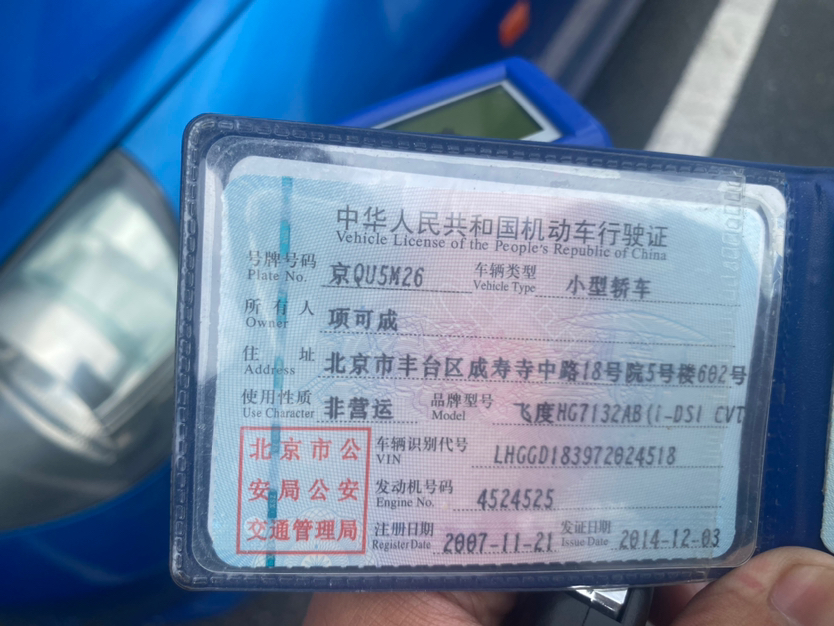 中华人民共和国机动车行驶证
Vehicle License of the People's Republic of China
号牌号码 京QU5M26 车辆类型 小型轿车
Plate No. Vehicle Type
所有人 项可成
Owner
住址 北京市丰台区成寿寺中路18号院5号楼602号
Address
使用性质 非营运 品牌型号 飞度HG7132AB(i-DSI CVT
Use Character Model
北京市公 车辆识别代号 LHGGD183972024518
VIN
安局公安 发动机号码 4524525
Engine No.
交通管理局 注册日期 2007-11-21 发证日期 2014-12-03
Register Date Issue Date